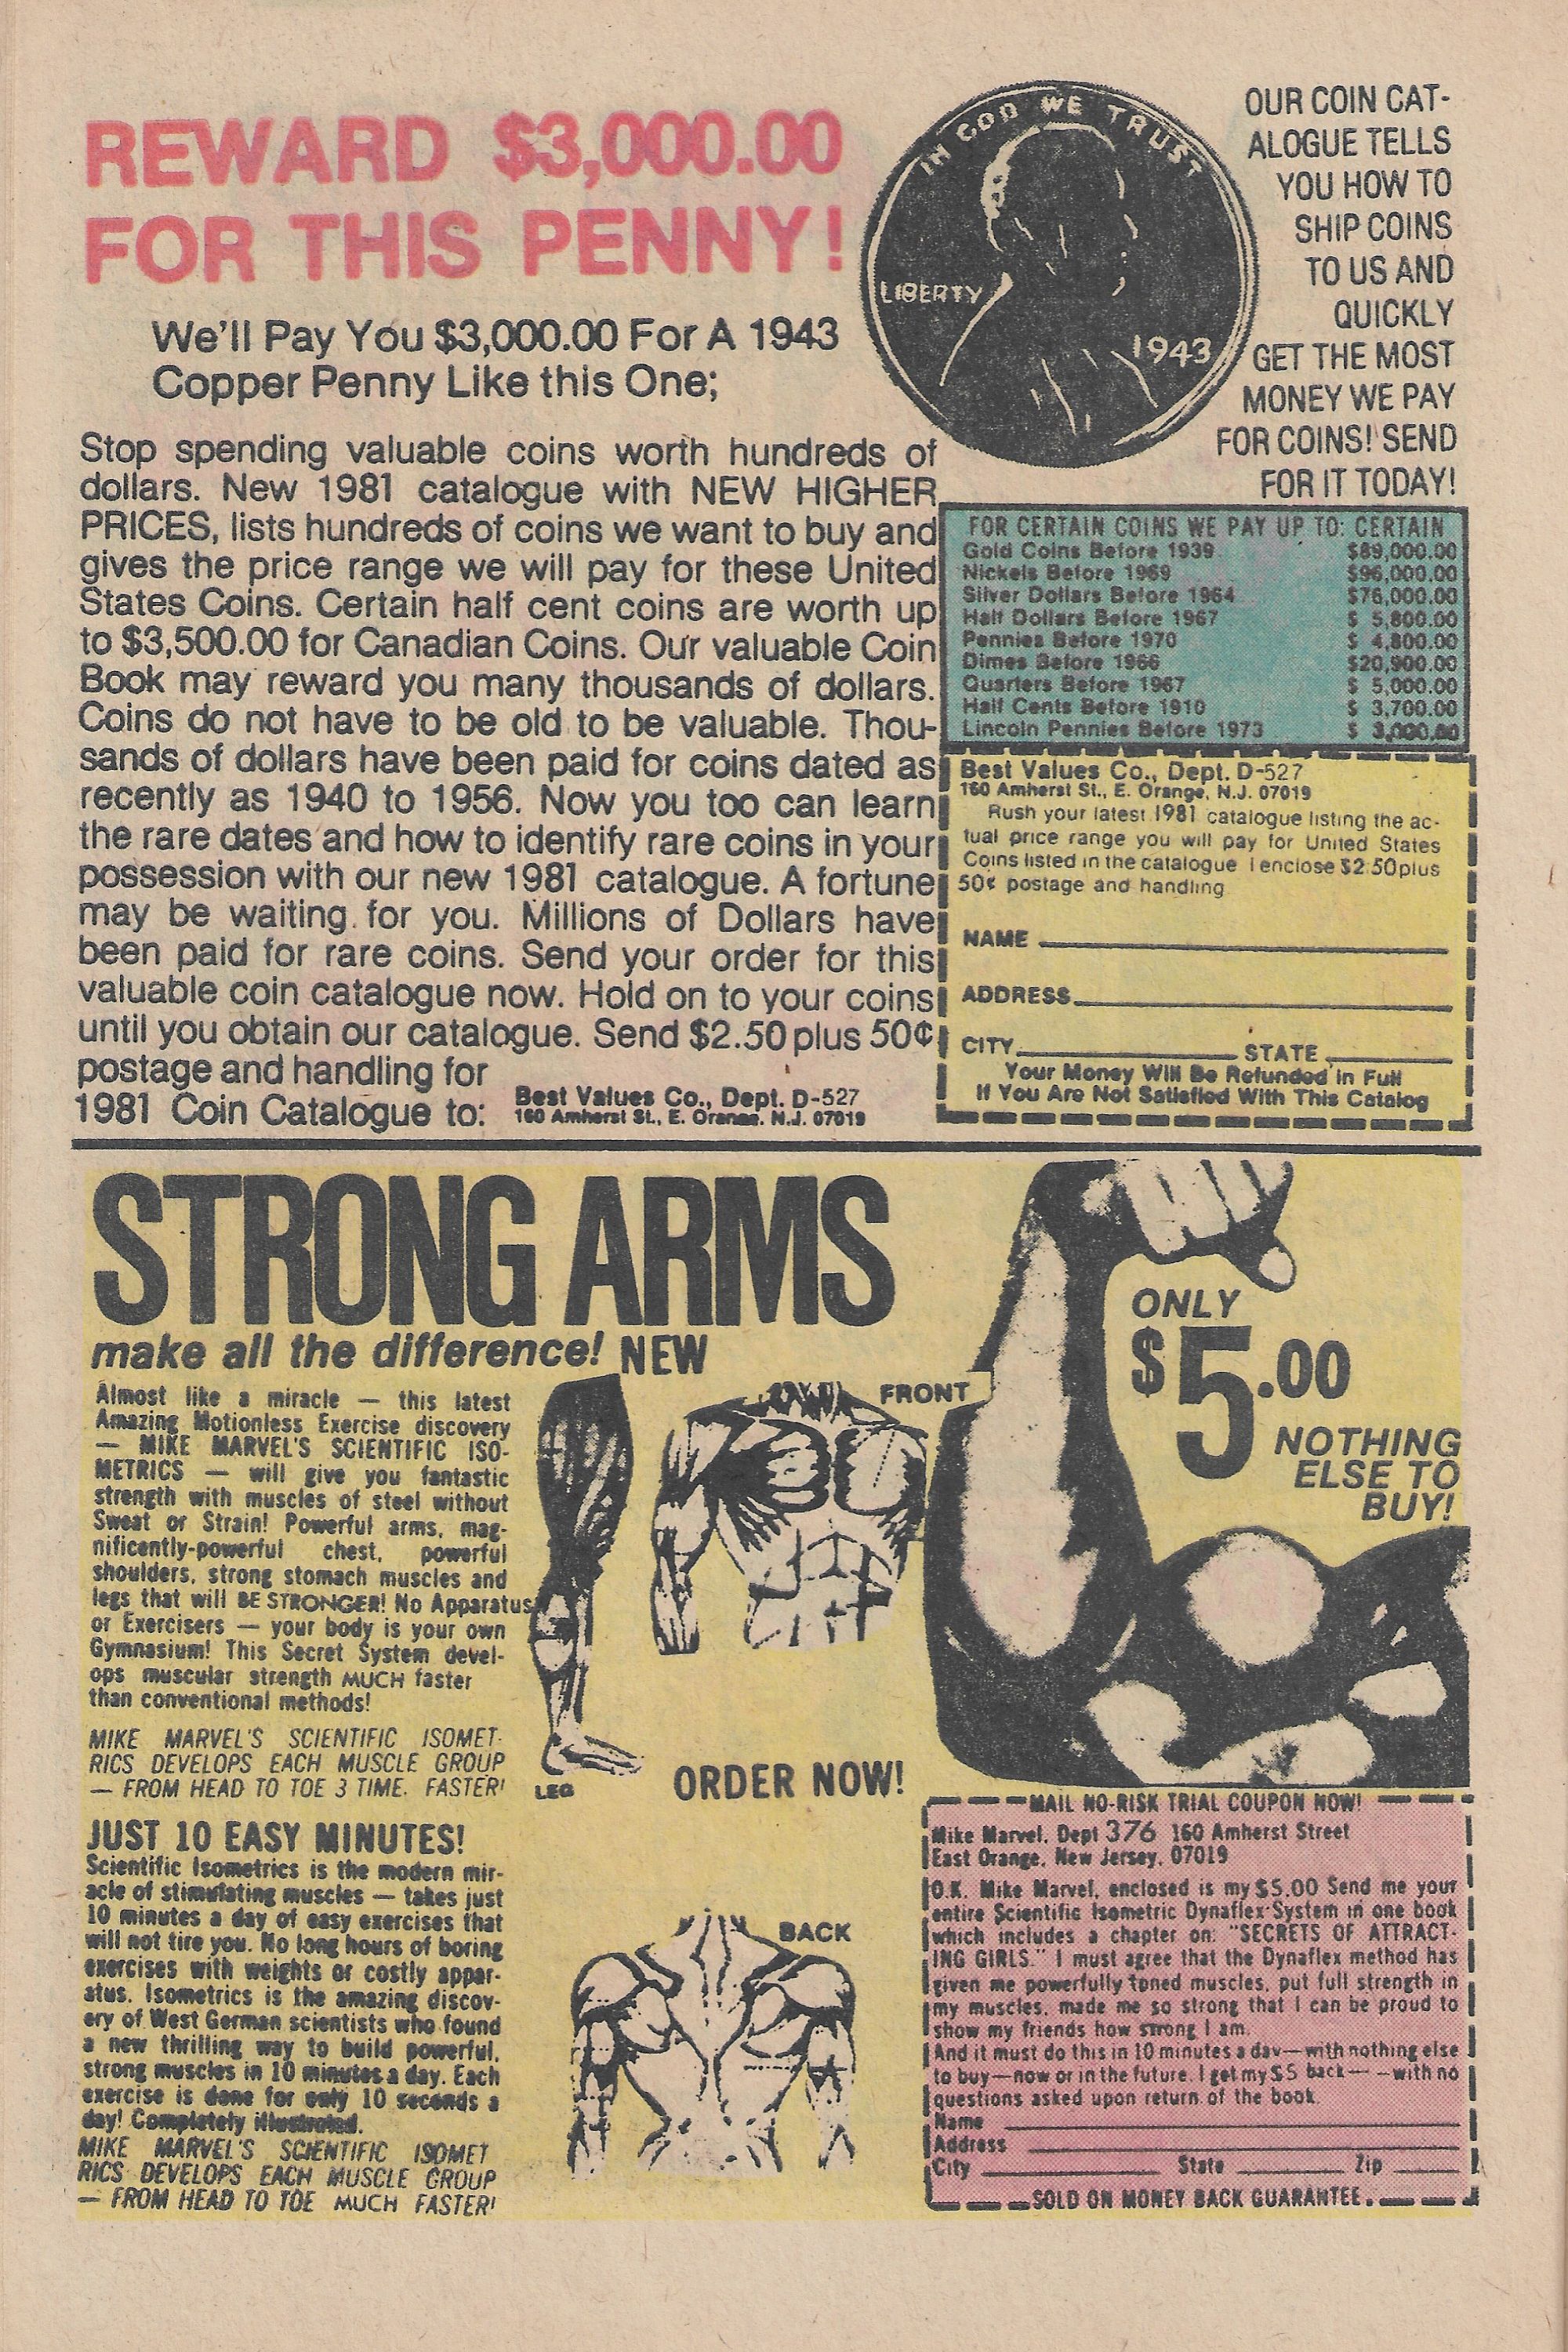 REWARD $3,000.00
FOR THIS PENNY!
We'll Pay You $3,000.00 For A 1943
Copper Penny Like this One;
IN GOD WE TRUST
LIBERTY
1943
OUR COIN CAT-
ALOGUE TELLS
YOU HOW TO
SHIP COINS
TO US AND
QUICKLY
GET THE MOST
MONEY WE PAY
FOR COINS! SEND
FOR IT TODAY!
Stop spending valuable coins worth hundreds of
dollars. New 1981 catalogue with NEW HIGHER
PRICES, lists hundreds of coins we want to buy and
gives the price range we will pay for these United
States Coins. Certain half cent coins are worth up
to $3,500.00 for Canadian Coins. Our valuable Coin
Book may reward you many thousands of dollars.
Coins do not have to be old to be valuable. Thou-
sands of dollars have been paid for coins dated as
recently as 1940 to 1956. Now you too can learn
the rare dates and how to identify rare coins in your
possession with our new 1981 catalogue. A fortune
may be waiting for you. Millions of Dollars have
been paid for rare coins. Send your order for this
valuable coin catalogue now. Hold on to your coins
until you obtain our catalogue. Send $2.50 plus 50¢
postage and handling for
1981 Coin Catalogue to:
Best Values Co., Dept. D-527
160 Amherst St., E. Orange, N.J. 07019
FOR CERTAIN COINS WE PAY UP TO: CERTAIN
Gold Coins Before 1939 $89,000.00
Nickels Before 1969 $96,000.00
Silver Dollars Before 1964 $76,000.00
Half Dollars Before 1967 $ 5,800.00
Pennies Before 1970 $ 4,800.00
Dimes Before 1966 $20,900.00
Quarters Before 1967 $ 5,000.00
Half Cents Before 1910 $ 3,700.00
Lincoln Pennies Before 1973 $ 3,000.00
Best Values Co., Dept. D-527
160 Amherst St., E. Orange, N.J. 07019
Rush your latest 1981 catalogue listing the ac-
tual price range you will pay for United States
Coins listed in the catalogue I enclose $2.50 plus
50¢ postage and handling
NAME
ADDRESS
CITY STATE
Your Money Will Be Refunded in Full
If You Are Not Satisfied With This Catalog
STRONG ARMS
make all the difference! NEW
Almost like a miracle — this latest
Amazing Motionless Exercise discovery
— MIKE MARVEL'S SCIENTIFIC ISO-
METRICS — will give you fantastic
strength with muscles of steel without
Sweat or Strain! Powerful arms, mag-
nificently-powerful chest, powerful
shoulders, strong stomach muscles and
legs that will BE STRONGER! No Apparatus
or Exercisers — your body is your own
Gymnasium! This Secret System devel-
ops muscular strength MUCH faster
than conventional methods!
MIKE MARVEL'S SCIENTIFIC ISOMET-
RICS DEVELOPS EACH MUSCLE GROUP
— FROM HEAD TO TOE 3 TIME. FASTER!
JUST 10 EASY MINUTES!
Scientific Isometrics is the modern mir-
acle of stimulating muscles — takes just
10 minutes a day of easy exercises that
will not tire you. No long hours of boring
exercises with weights or costly appar-
atus. Isometrics is the amazing discov-
ery of West German scientists who found
a new thrilling way to build powerful,
strong muscles in 10 minutes a day. Each
exercise is done for only 10 seconds a
day! Completely illustrated.
MIKE MARVEL'S SCIENTIFIC ISOMET
RICS DEVELOPS EACH MUSCLE GROUP
— FROM HEAD TO TOE MUCH FASTER!
LEG
FRONT
ORDER NOW!
BACK
ONLY
$5.00
NOTHING
ELSE TO
BUY!
MAIL NO-RISK TRIAL COUPON NOW!
Mike Marvel, Dept 376 160 Amherst Street
East Orange, New Jersey, 07019
O.K. Mike Marvel, enclosed is my $5.00 Send me your
entire Scientific Isometric Dynaflex System in one book
which includes a chapter on: "SECRETS OF ATTRACT-
ING GIRLS." I must agree that the Dynaflex method has
given me powerfully toned muscles, put full strength in
my muscles, made me so strong that I can be proud to
show my friends how strong I am.
And it must do this in 10 minutes a day—with nothing else
to buy—now or in the future. I get my $5 back— —with no
questions asked upon return of the book.
Name
Address
City State Zip
SOLD ON MONEY BACK GUARANTEE.